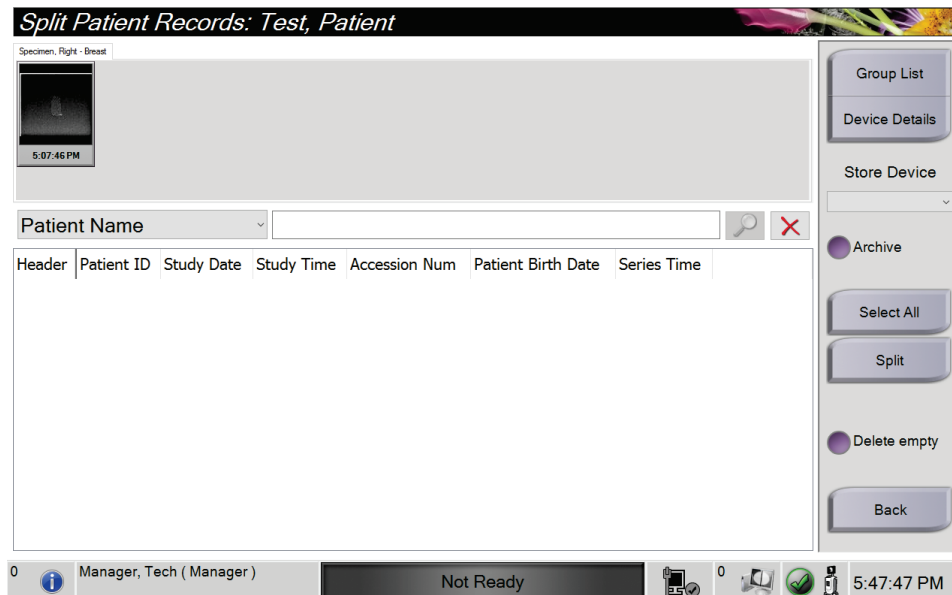 Split Patient Records: Test, Patient
Specimen, Right - Breast
5:07:46 PM
Group List
Device Details
Store Device
Patient Name
Archive
Header Patient ID Study Date Study Time Accession Num Patient Birth Date Series Time
Select All
Split
Delete empty
Back
0
Manager, Tech ( Manager )
Not Ready
0
5:47:47 PM